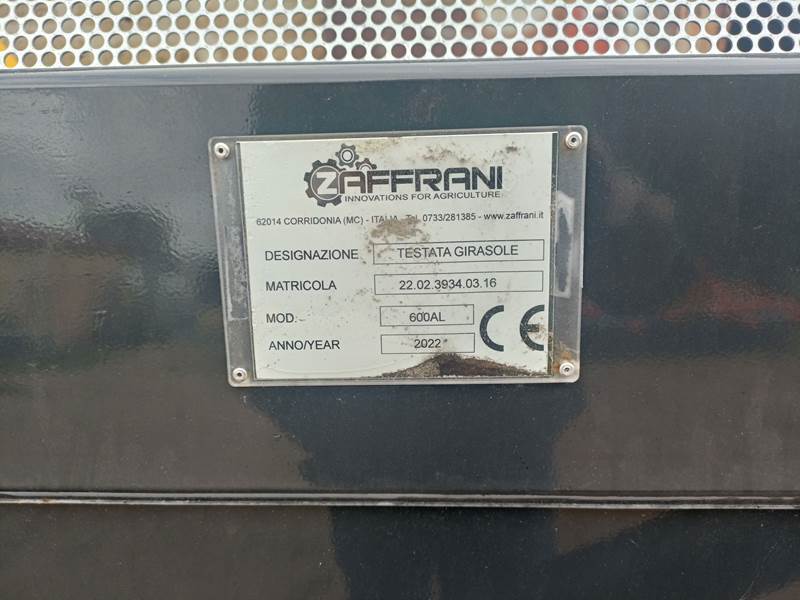 ZAFFRANI
INNOVATIONS FOR AGRICULTURE
62014 CORRIDONIA (MC) - ITALIA - Tel. 0733/281385 - www.zaffrani.it
DESIGNAZIONE TESTATA GIRASOLE
MATRICOLA 22.02.3934.03.16
MOD. 600AL
ANNO/YEAR 2022
CE